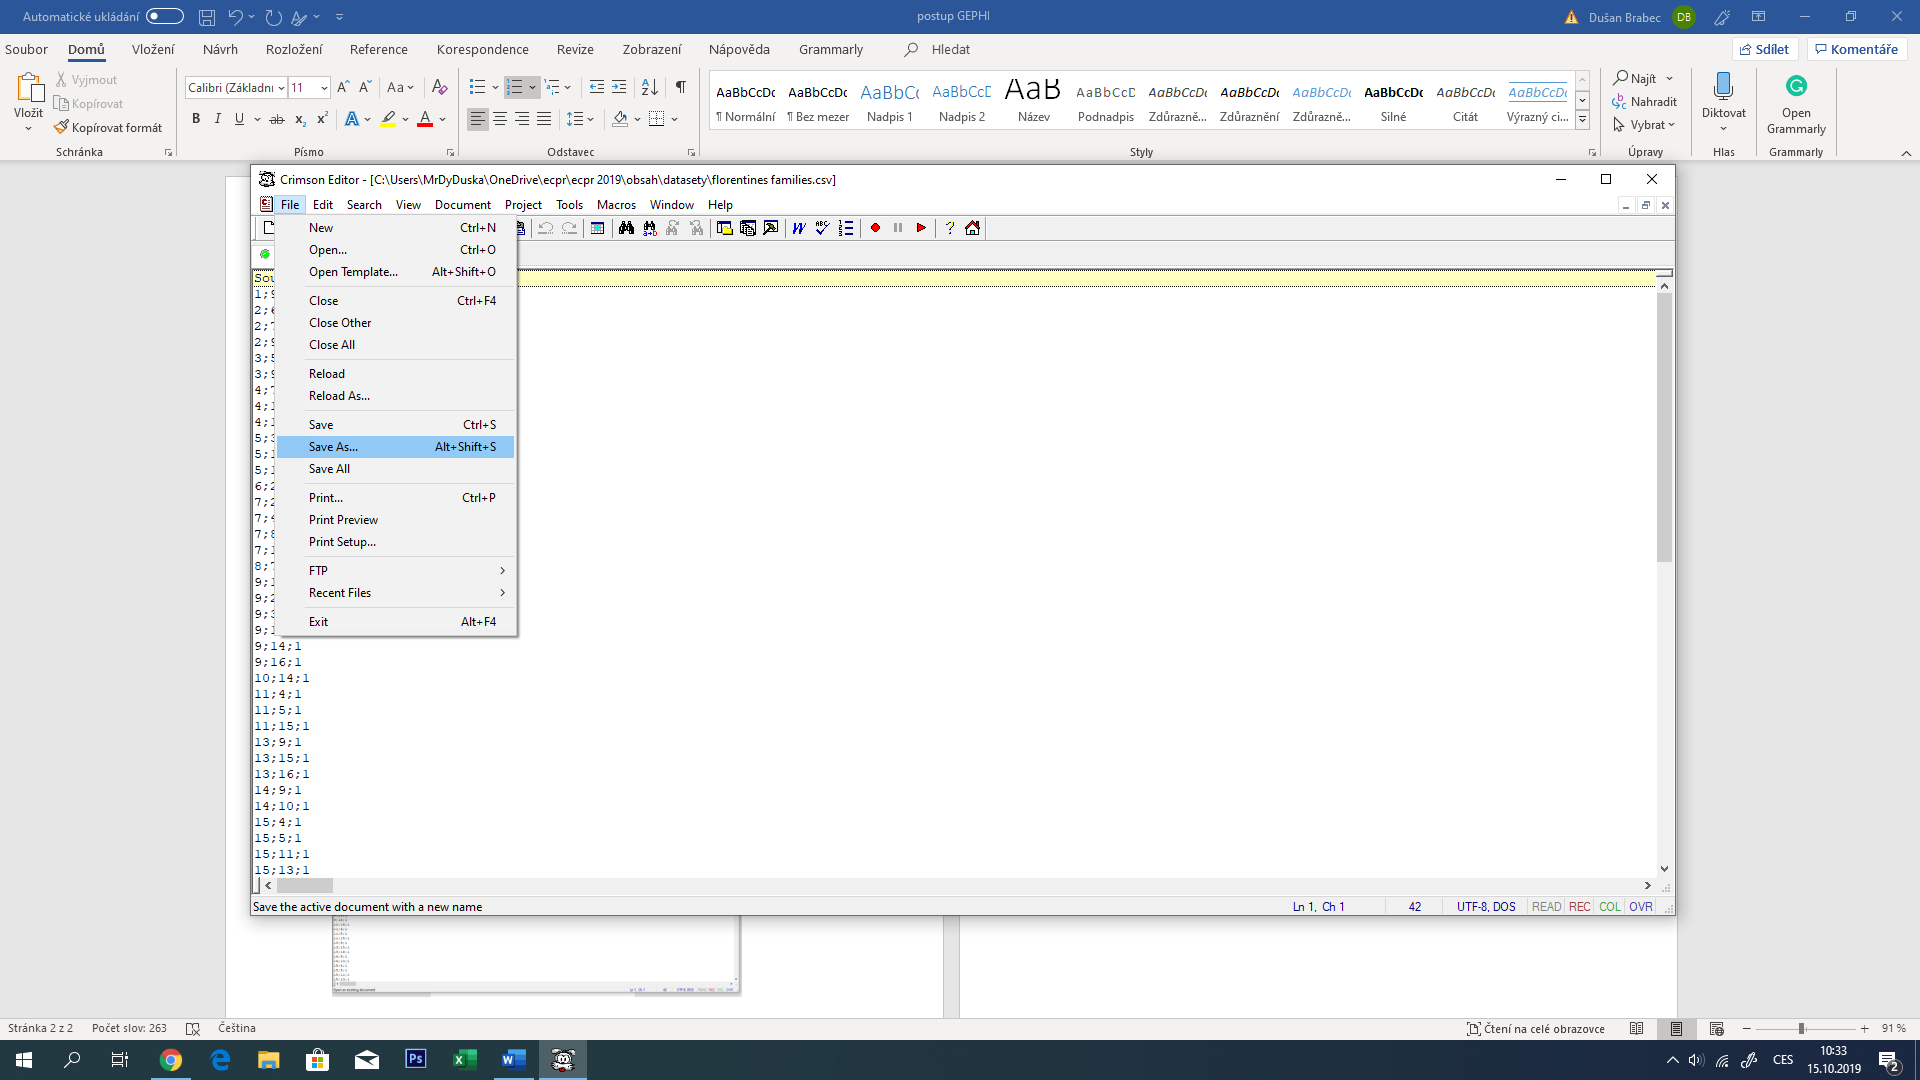 Automatické ukládání
postup GEPHI
Dušan Brabec
DB
Soubor Domů Vložení Návrh Rozložení Reference Korespondence Revize Zobrazení Nápověda Grammarly Hledat
Sdílet Komentáře
Vložit
Vyjmout
Kopírovat
Kopírovat formát
Schránka
Calibri (Základní 11
Písmo
Odstavec
AaBbCcDc AaBbCcDc AaBbCc AaBbCcD AaB AaBbCcD AaBbCcDc AaBbCcDc AaBbCcDc AaBbCcDc AaBbCcDc AaBbCcDc
¶ Normální ¶ Bez mezer Nadpis 1 Nadpis 2 Název Podnadpis Zdůrazně... Zdůraznění Zdůrazně... Silné Citát Výrazný ci...
Styly
Najít
Nahradit
Vybrat
Úpravy
Diktovat
Hlas
Open
Grammarly
Grammarly
Crimson Editor - [C:\Users\MrDyDuska\OneDrive\ecpr\ecpr 2019\obsah\datasety\florentines families.csv]
File Edit Search View Document Project Tools Macros Window Help
New Ctrl+N
Open... Ctrl+O
Open Template... Alt+Shift+O
Close Ctrl+F4
Close Other
Close All
Reload
Reload As...
Save Ctrl+S
Save As... Alt+Shift+S
Save All
Print... Ctrl+P
Print Preview
Print Setup...
FTP
Recent Files
Exit Alt+F4
9;14;1
9;16;1
10;14;1
11;4;1
11;5;1
11;15;1
13;9;1
13;15;1
13;16;1
14;9;1
14;10;1
15;4;1
15;5;1
15;11;1
15;13;1
Save the active document with a new name
Ln 1, Ch 1 42 UTF-8, DOS READ REC COL OVR
Stránka 2 z 2 Počet slov: 263 Čeština
Čtení na celé obrazovce
91 %
CES
10:33
15.10.2019
2